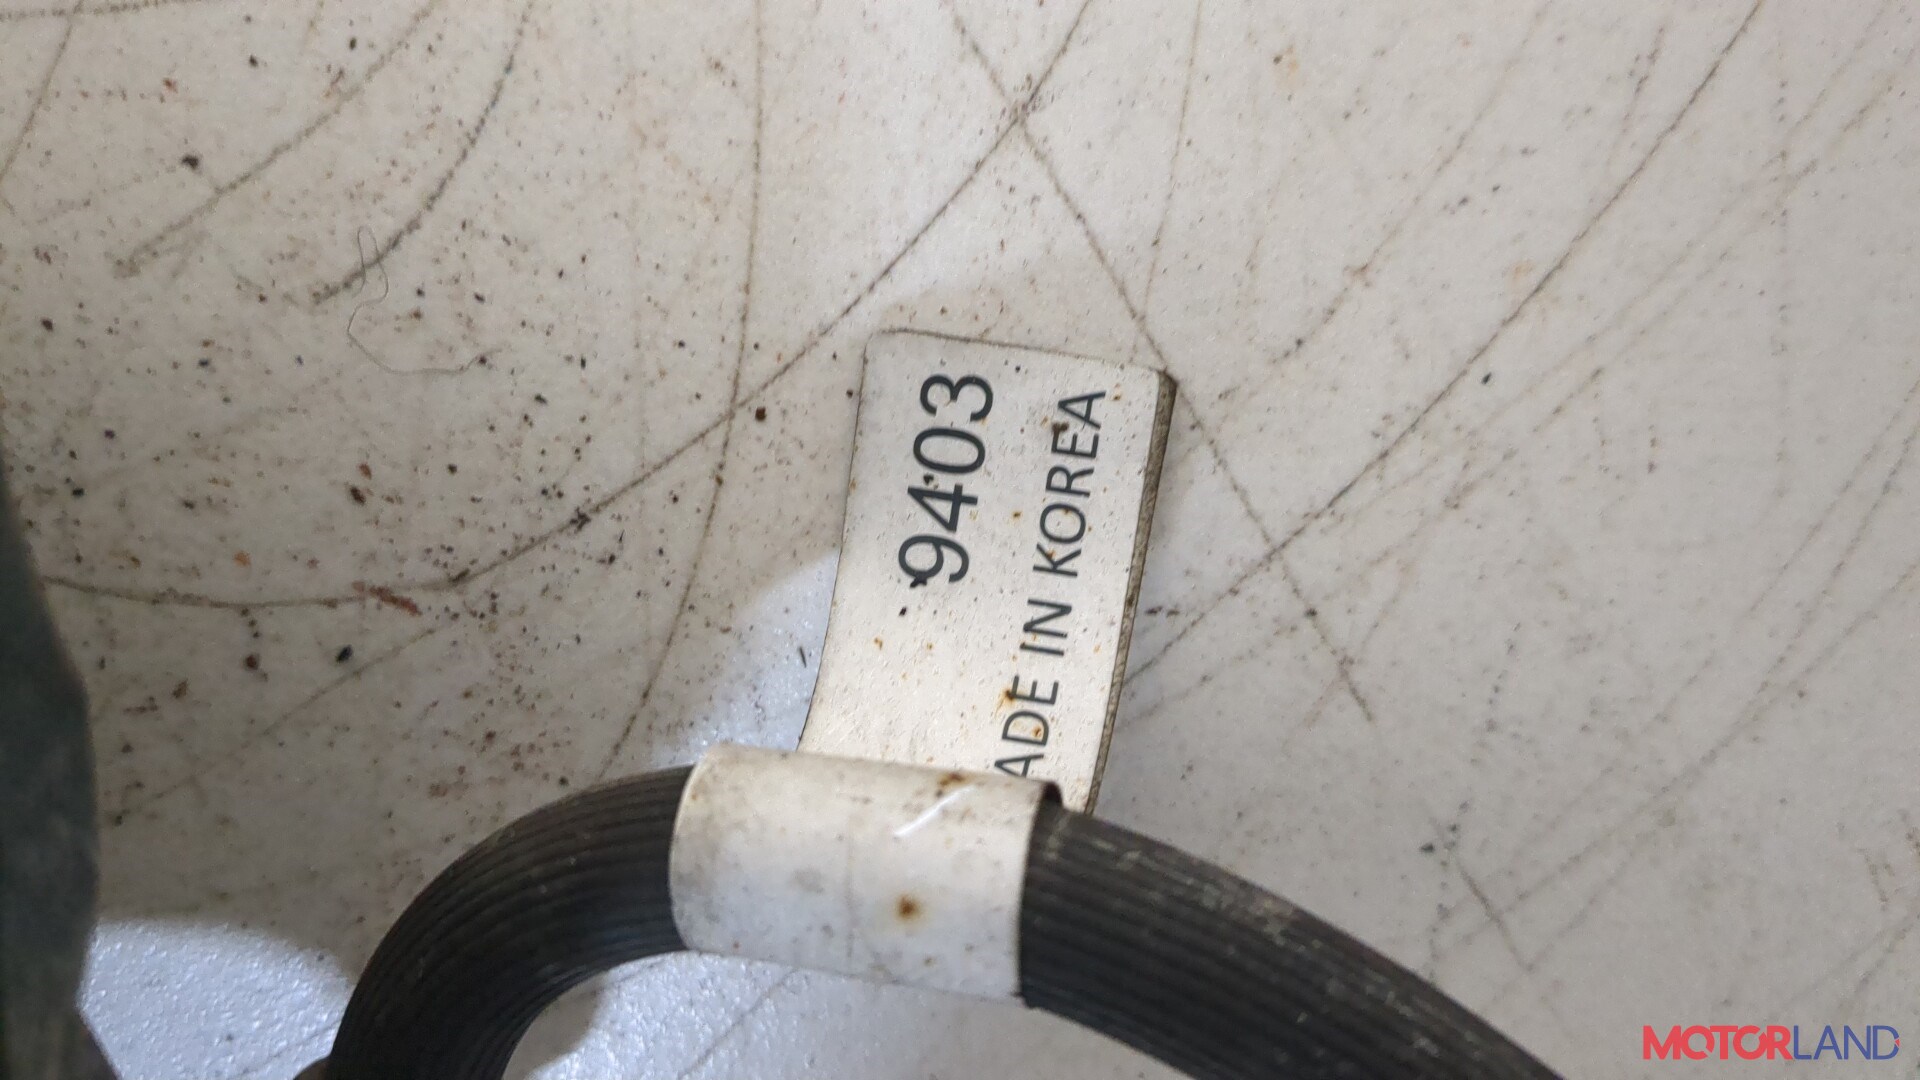 9403
ADE IN KOREA
MOTORLAND